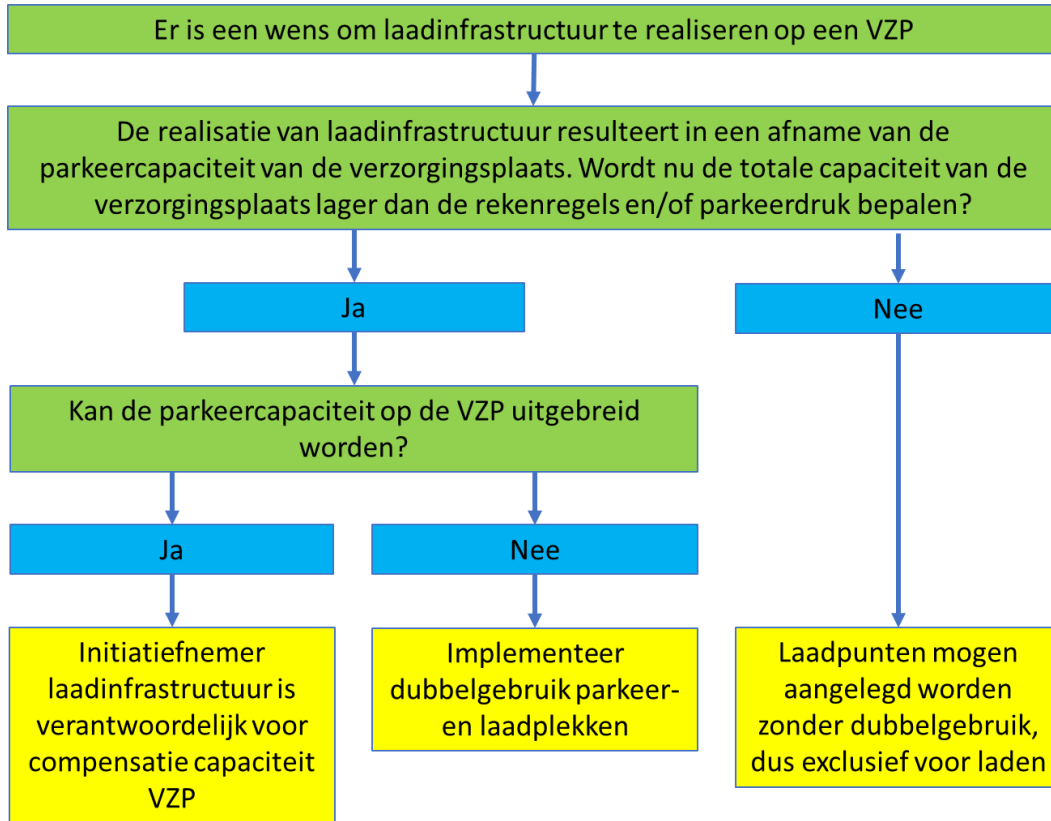 Er is een wens om laadinfrastructuur te realiseren op een VZP
De realisatie van laadinfrastructuur resulteert in een afname van de
parkeercapaciteit van de verzorgingsplaats. Wordt nu de totale capaciteit van de
verzorgingsplaats lager dan de rekenregels en/of parkeerdruk bepalen?
Ja
Nee
Kan de parkeercapaciteit op de VZP uitgebreid
worden?
Ja
Nee
Initiatiefnemer
laadinfrastructuur is
verantwoordelijk voor
compensatie capaciteit
VZP
Implementeer
dubbelgebruik parkeer-
en laadplekken
Laadpunten mogen
aangelegd worden
zonder dubbelgebruik,
dus exclusief voor laden